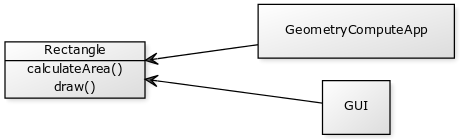 Rectangle
calculateArea()
draw()
GeometryComputeApp
GUI